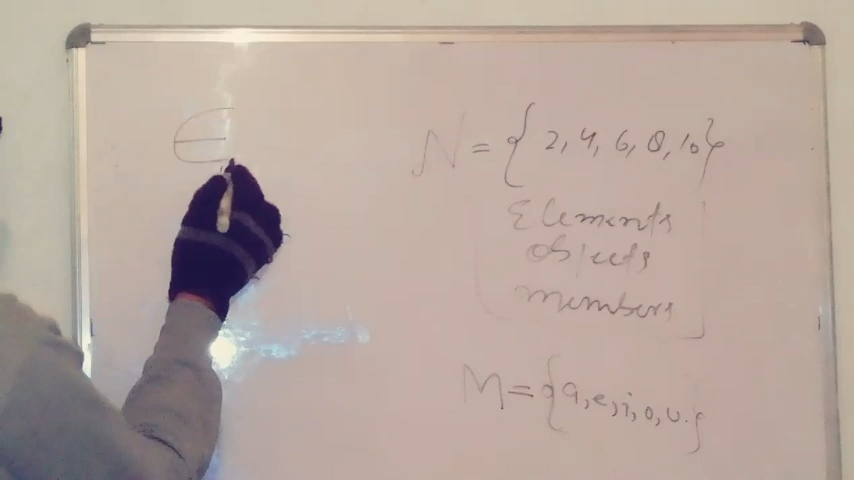 ∈
N = { 2, 4, 6, 8, 10 }
Elements
objects
members
M = { a, e, i, o, u. }